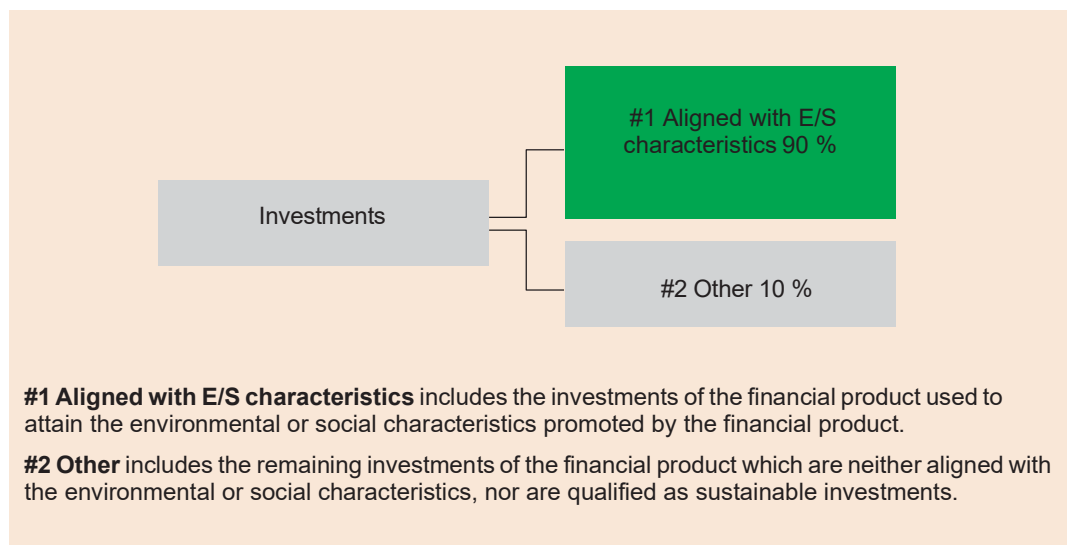 #1 Aligned with E/S
characteristics 90 %
Investments
#2 Other 10 %
#1 Aligned with E/S characteristics includes the investments of the financial product used to
attain the environmental or social characteristics promoted by the financial product.
#2 Other includes the remaining investments of the financial product which are neither aligned with
the environmental or social characteristics, nor are qualified as sustainable investments.